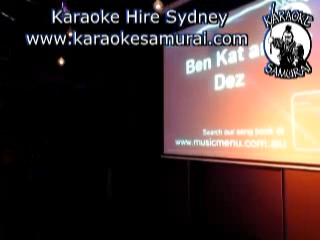 Karaoke Hire Sydney
www.karaokesamurai.com
KARAOKE
SAMURAI
Ben Kat
Dez
Search our song book at
www.musicmenu.com.au